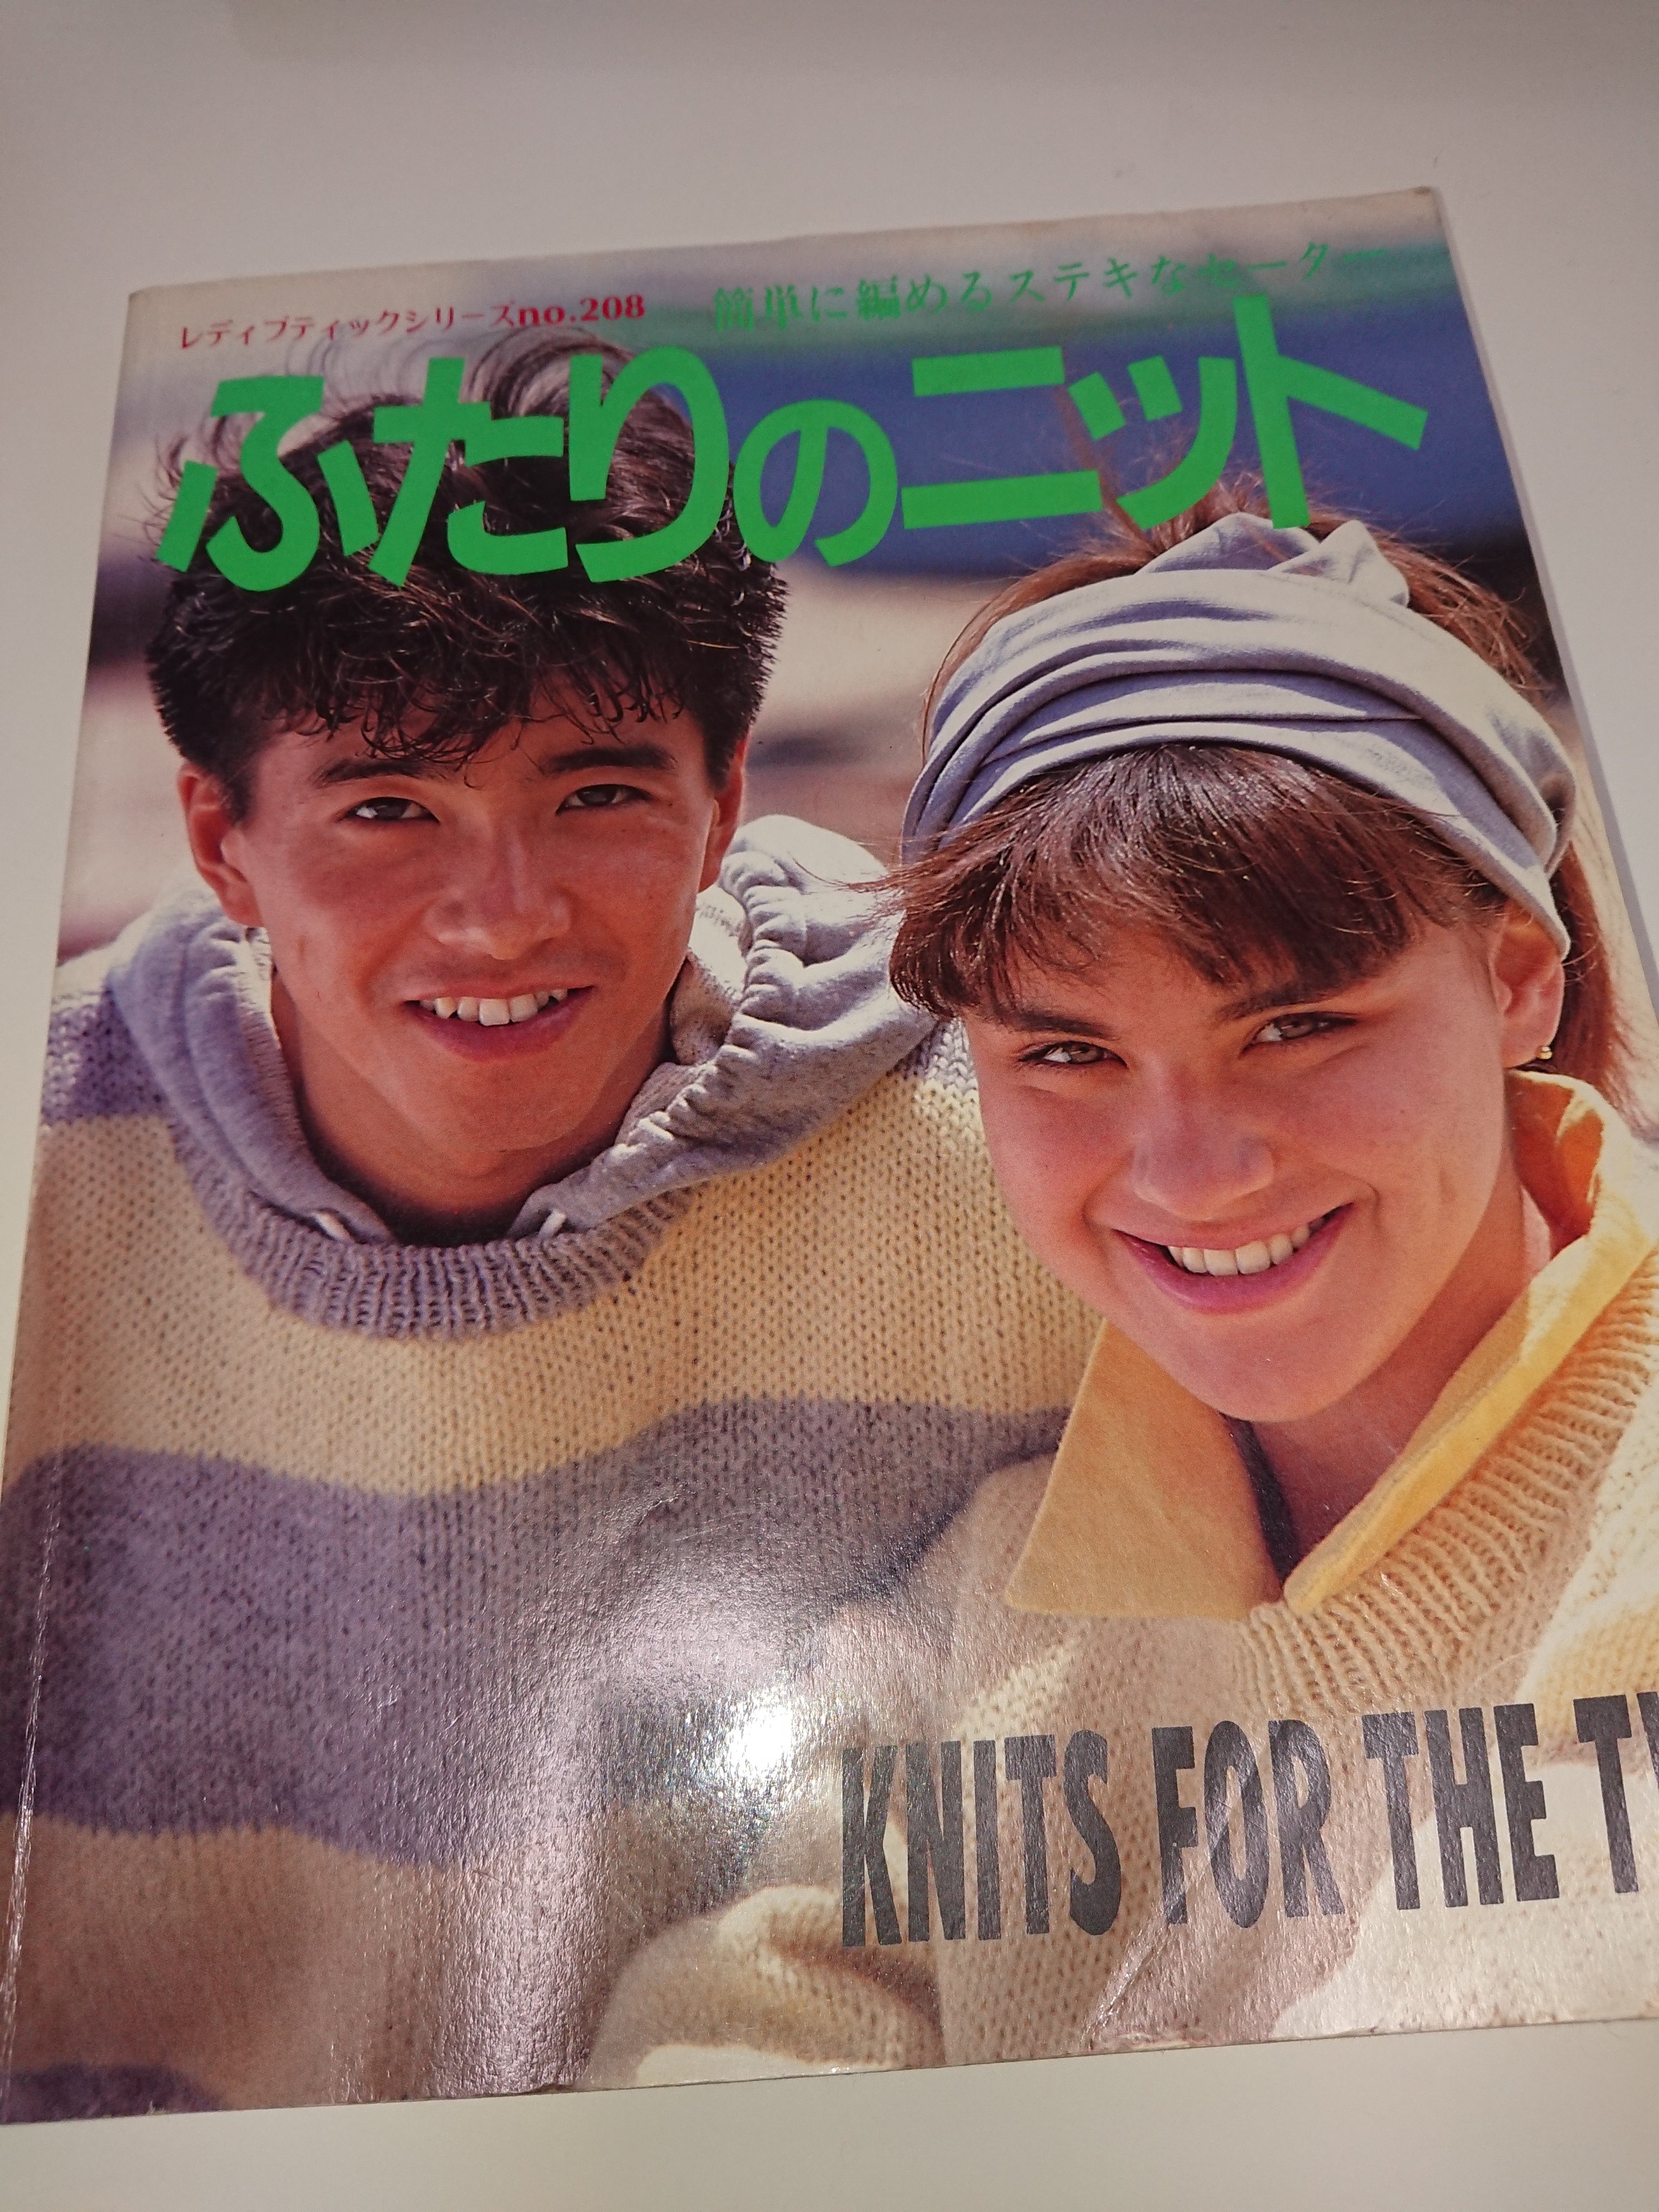 レディブティックシリーズno.208
簡単に編めるステキなセーター
ふたりのニット
KNITS FOR THE